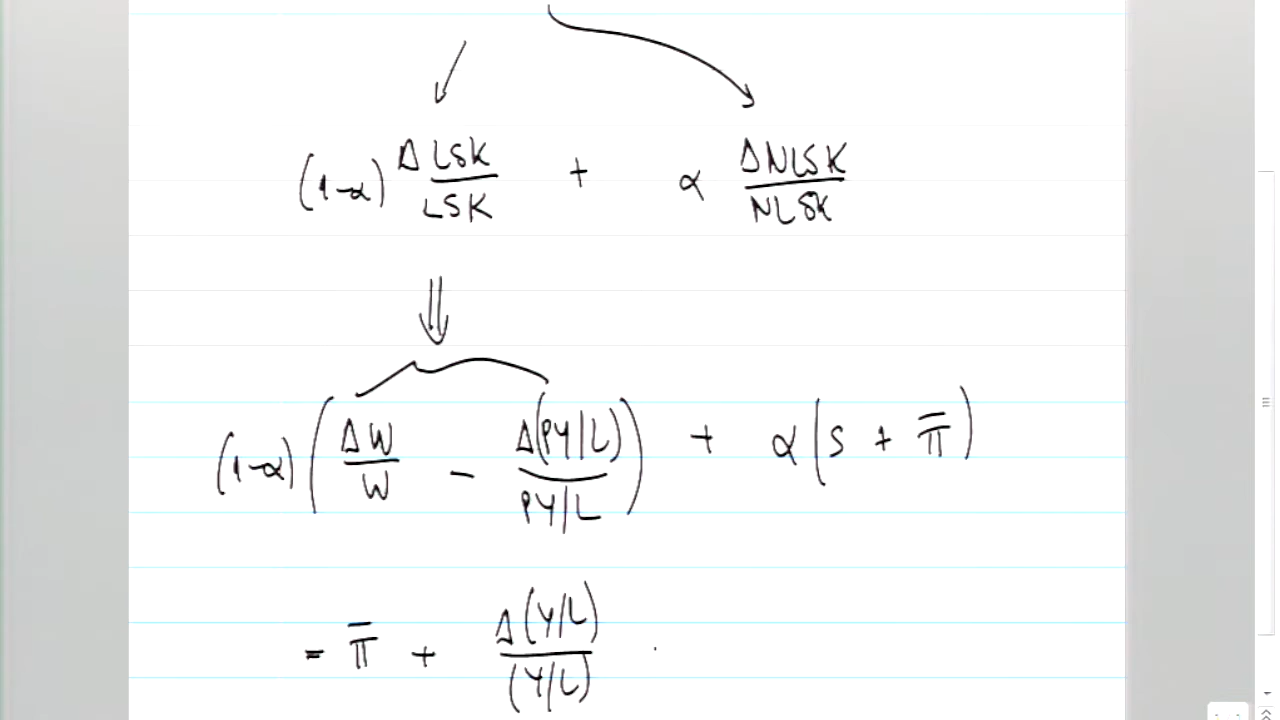 (1-α) ΔLSK/LSK + α ΔNLSK/NLSK
(1-α) (ΔW/W - Δ(PY/L)/PY/L) + α(s + π̅)
= π̅ + Δ(Y/L)/(Y/L)